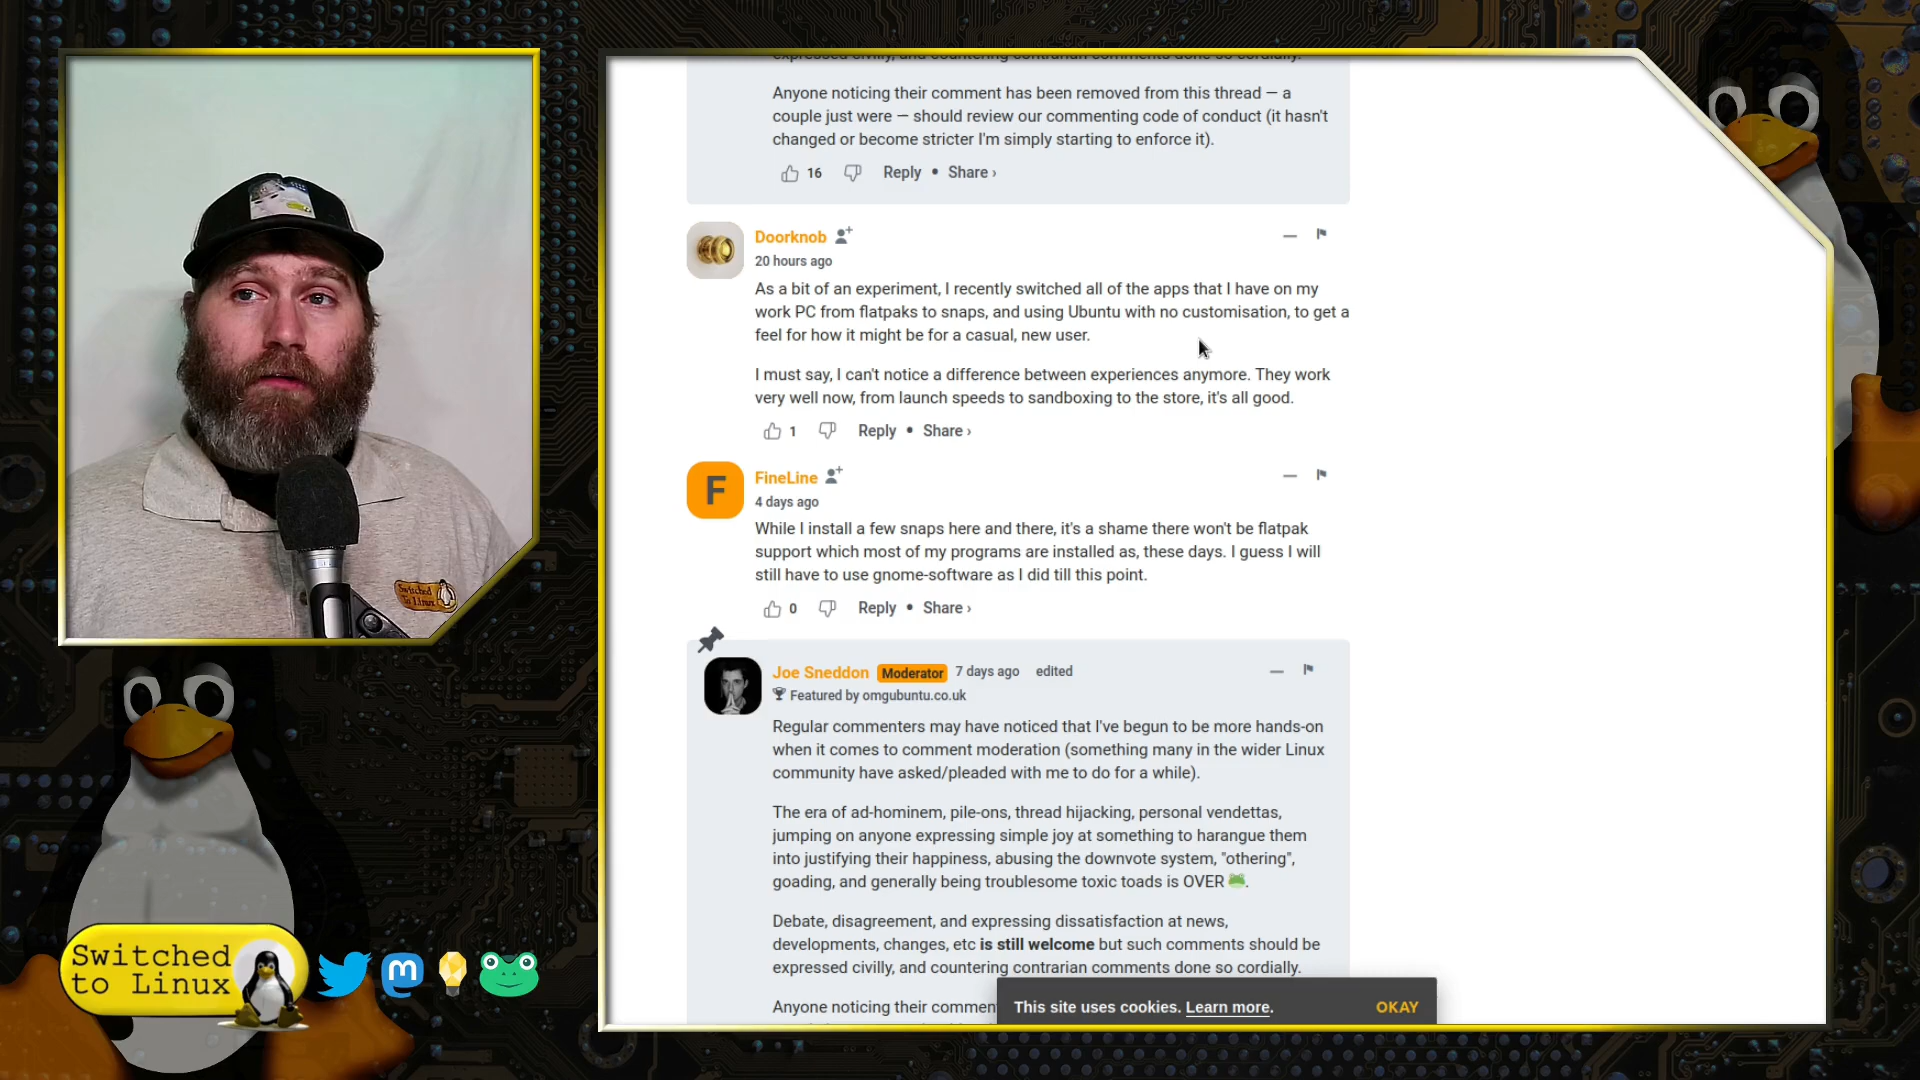 expressed civilly, and countering contrarian comments done so cordially.
Anyone noticing their comment has been removed from this thread — a
couple just were — should review our commenting code of conduct (it hasn't
changed or become stricter I'm simply starting to enforce it).
16 Reply • Share ›
Doorknob
20 hours ago
As a bit of an experiment, I recently switched all of the apps that I have on my
work PC from flatpaks to snaps, and using Ubuntu with no customisation, to get a
feel for how it might be for a casual, new user.
I must say, I can't notice a difference between experiences anymore. They work
very well now, from launch speeds to sandboxing to the store, it's all good.
1 Reply • Share ›
F
FineLine
4 days ago
While I install a few snaps here and there, it's a shame there won't be flatpak
support which most of my programs are installed as, these days. I guess I will
still have to use gnome-software as I did till this point.
0 Reply • Share ›
Joe Sneddon Moderator 7 days ago edited
Featured by omgubuntu.co.uk
Regular commenters may have noticed that I've begun to be more hands-on
when it comes to comment moderation (something many in the wider Linux
community have asked/pleaded with me to do for a while).
The era of ad-hominem, pile-ons, thread hijacking, personal vendettas,
jumping on anyone expressing simple joy at something to harangue them
into justifying their happiness, abusing the downvote system, "othering",
goading, and generally being troublesome toxic toads is OVER 🐸.
Debate, disagreement, and expressing dissatisfaction at news,
developments, changes, etc is still welcome but such comments should be
expressed civilly, and countering contrarian comments done so cordially.
Anyone noticing their commen
This site uses cookies. Learn more. OKAY
Switched
To Linux
Switched
to Linux